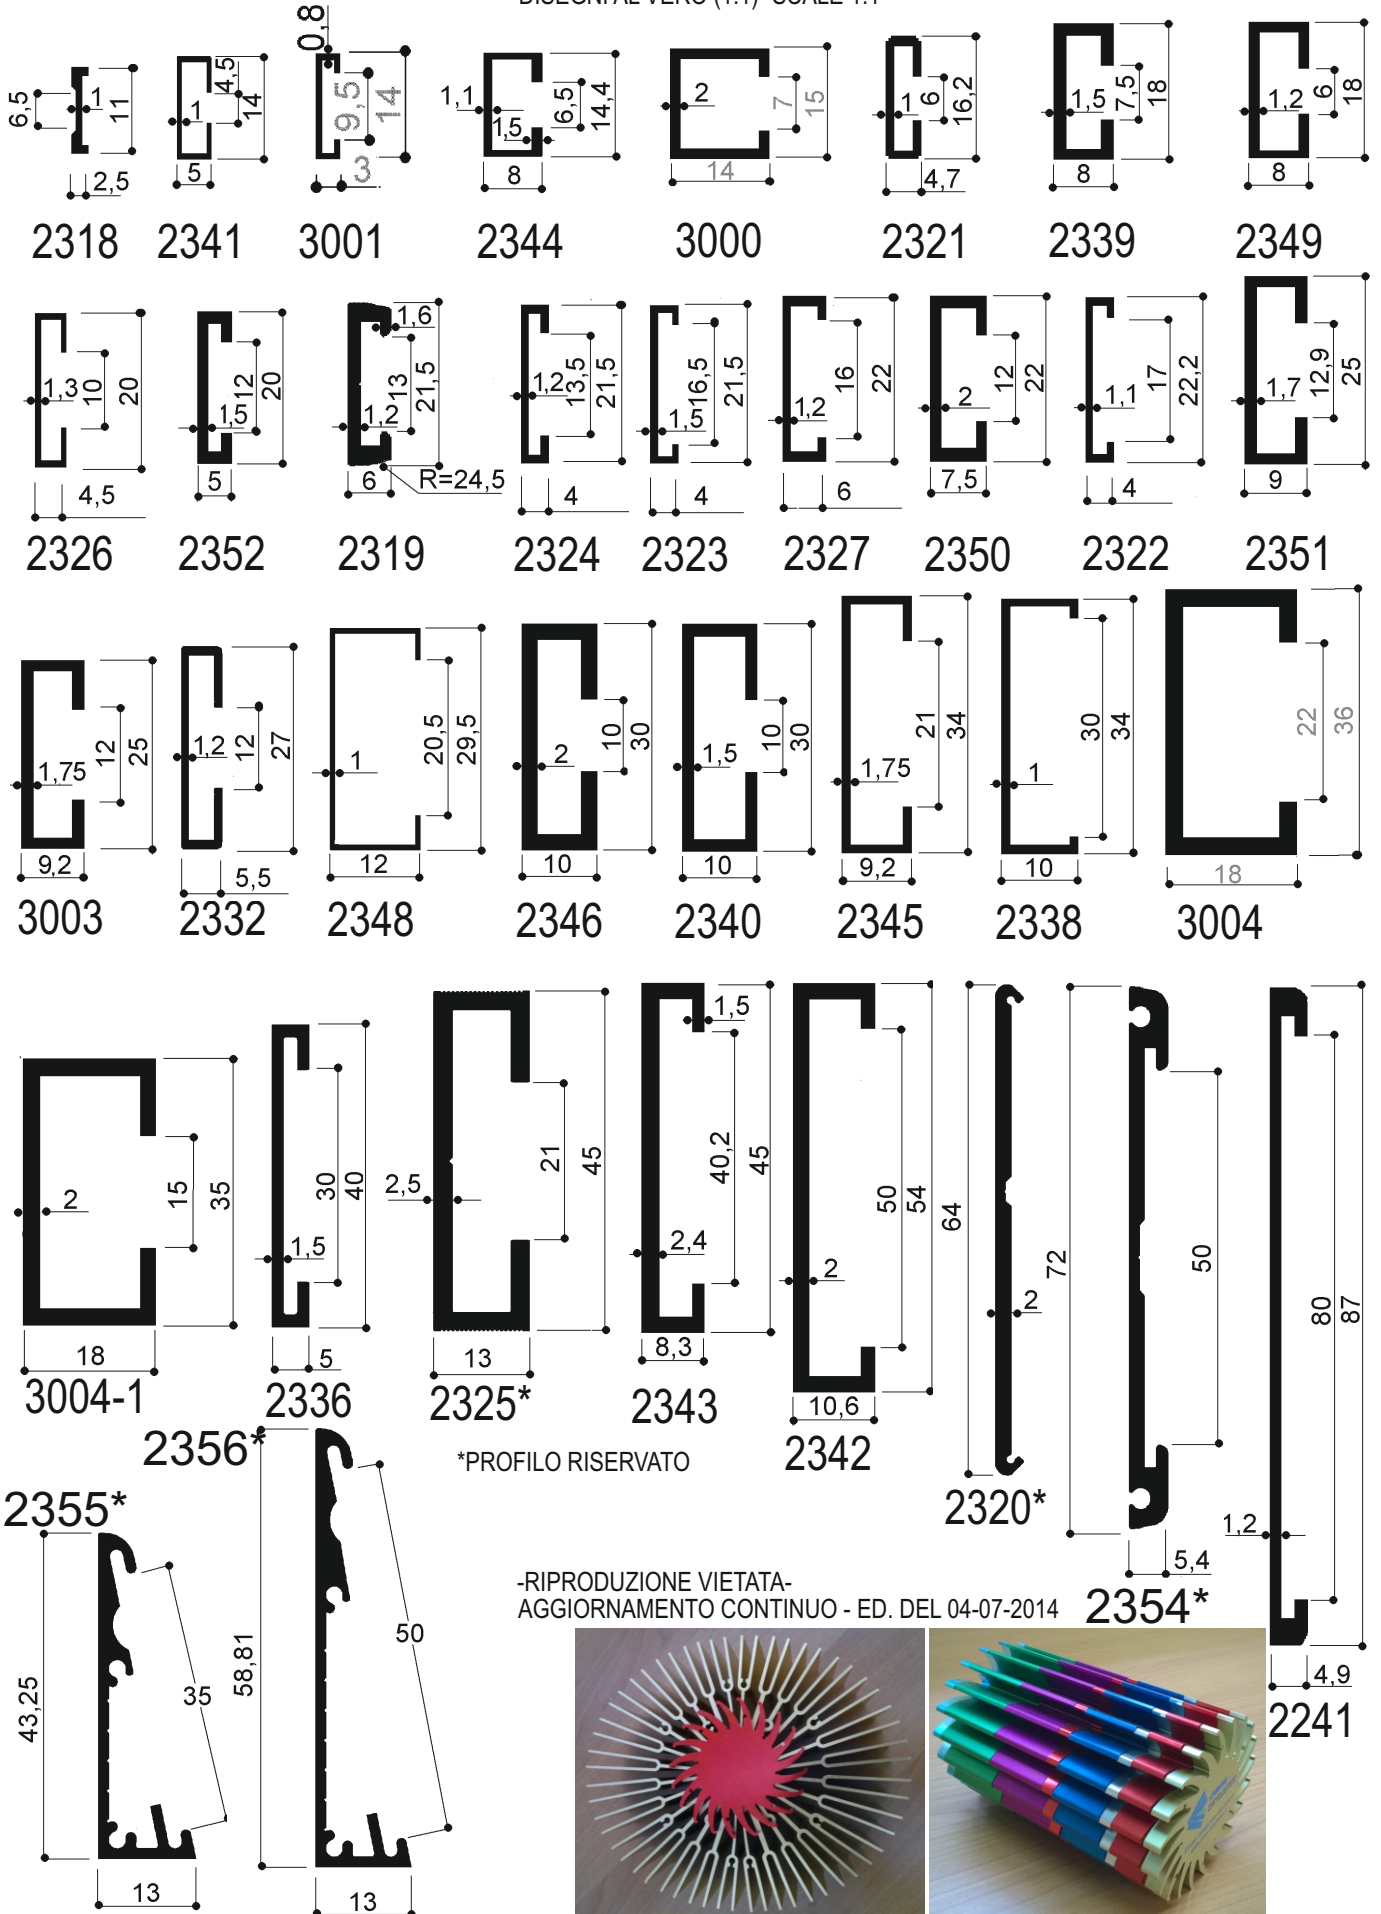 DISEGNI AL VERO (1:1) SCALE 1:1
6,5 1 11 2,5
2318
1 4,5 14 5
2341
0,8 9,5 14 3
3001
1,1 1,5 6,5 14,4 8
2344
2 7 15 14
3000
1 6 16,2 4,7
2321
1,5 7,5 18 8
2339
1,2 6 18 8
2349
1,3 10 20 4,5
2326
1,5 12 20 5
2352
1,6 1,2 13 21,5 6 R=24,5
2319
1,2 13,5 21,5 4
2324
1,5 16,5 21,5 4
2323
1,2 16 22 6
2327
2 12 22 7,5
2350
1,1 17 22,2 4
2322
1,7 12,9 25 9
2351
1,75 12 25 9,2
3003
1,2 12 27 5,5
2332
1 20,5 29,5 12
2348
2 10 30 10
2346
1,5 10 30 10
2340
1,75 21 34 9,2
2345
1 30 34 10
2338
22 36 18
3004
2 15 35 18
3004-1
1,5 30 40 5
2336
2,5 21 45 13
2325*
1,5 2,4 40,2 45 8,3
2343
2 50 54 10,6
2342
64 2
2320*
72 50 5,4
2354*
1,2 80 87 4,9
2241
2356*
58,81 50 13
2355*
43,25 35 13
*PROFILO RISERVATO
-RIPRODUZIONE VIETATA-
AGGIORNAMENTO CONTINUO - ED. DEL 04-07-2014